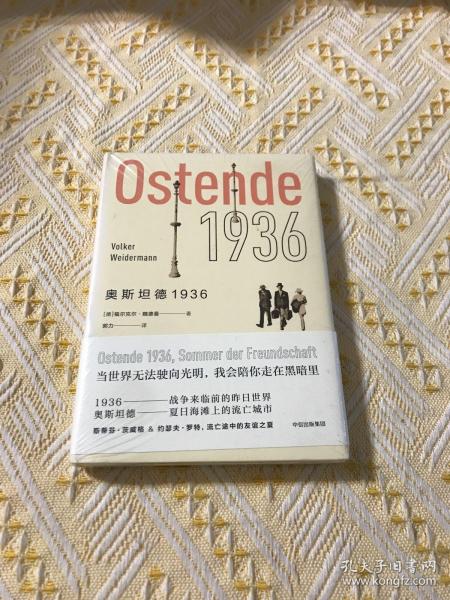 Ostende
1936
Volker
Weidermann
奥斯坦德1936
[德]福尔克尔·魏德曼——著
郭力——译
Ostende 1936, Sommer der Freundschaft
当世界无法驶向光明，我会陪你走在黑暗里
1936——战争来临前的昨日世界
奥斯坦德——夏日海滩上的流亡城市
斯蒂芬·茨威格 & 约瑟夫·罗特，流亡途中的友谊之夏
中信出版集团
孔夫子旧书网
www.kongfz.com